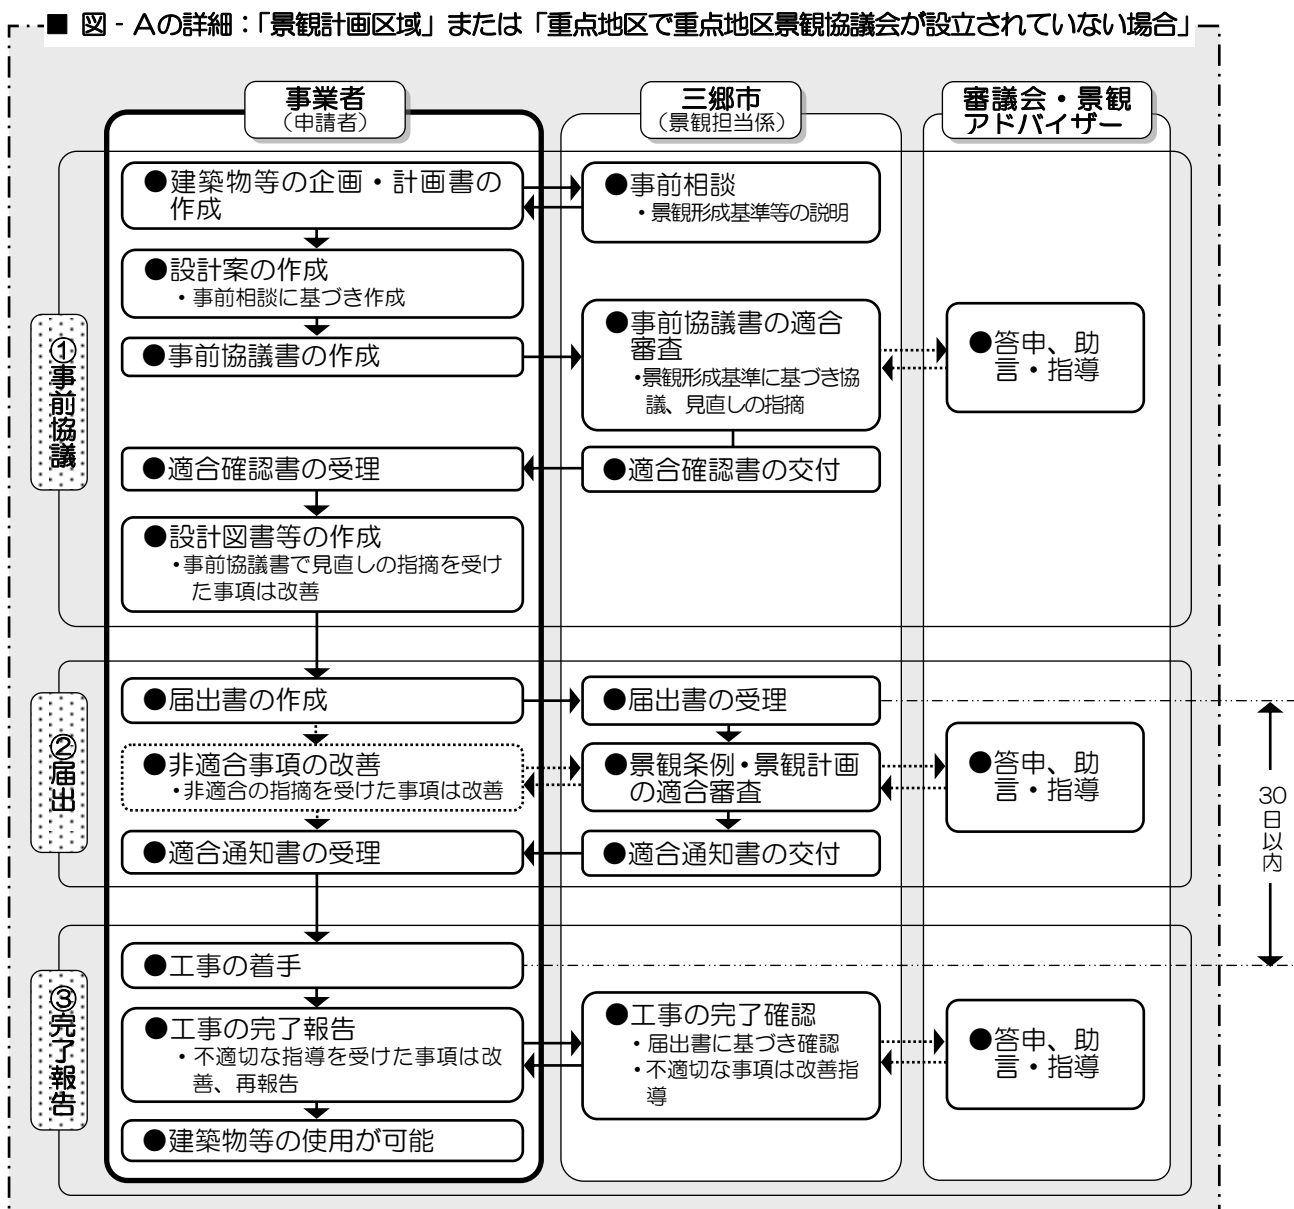 ■ 図 - Aの詳細：「景観計画区域」または「重点地区で重点地区景観協議会が設立されていない場合」
事業者
（申請者）
三郷市
（景観担当係）
審議会・景観
アドバイザー
①事前協議
●建築物等の企画・計画書の
作成
●事前相談
・景観形成基準等の説明
●設計案の作成
・事前相談に基づき作成
●事前協議書の作成
●事前協議書の適合
審査
・景観形成基準に基づき協
議、見直しの指摘
●答申、助
言・指導
●適合確認書の受理
●適合確認書の交付
●設計図書等の作成
・事前協議書で見直しの指摘を受け
た事項は改善
②届出
●届出書の作成
●届出書の受理
●非適合事項の改善
・非適合の指摘を受けた事項は改善
●景観条例・景観計画
の適合審査
●答申、助
言・指導
●適合通知書の受理
●適合通知書の交付
30
日以内
③完了報告
●工事の着手
●工事の完了報告
・不適切な指導を受けた事項は改
善、再報告
●工事の完了確認
・届出書に基づき確認
・不適切な事項は改善指
導
●答申、助
言・指導
●建築物等の使用が可能